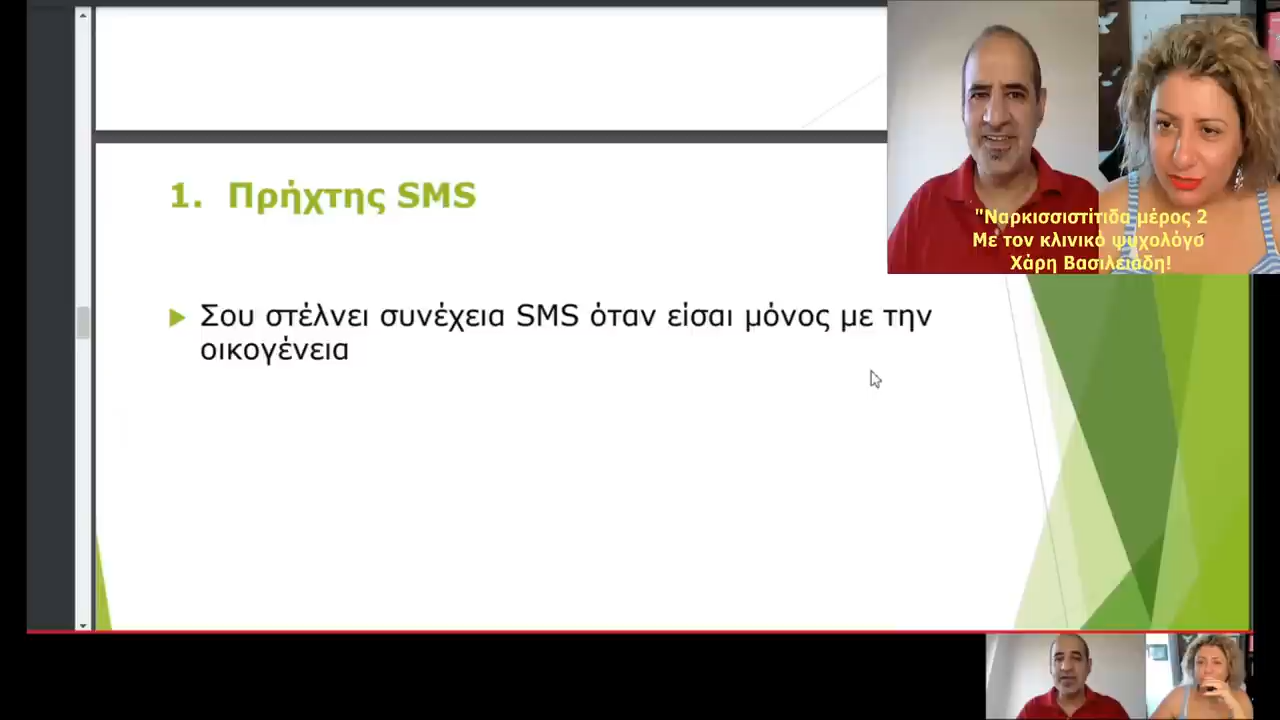 1. Πρήχτης SMS
Σου στέλνει συνέχεια SMS όταν είσαι μόνος με την
οικογένεια
"Ναρκισσιστίτιδα μέρος 2
Με τον κλινικό ψυχολόγο
Χάρη Βασιλειάδη!